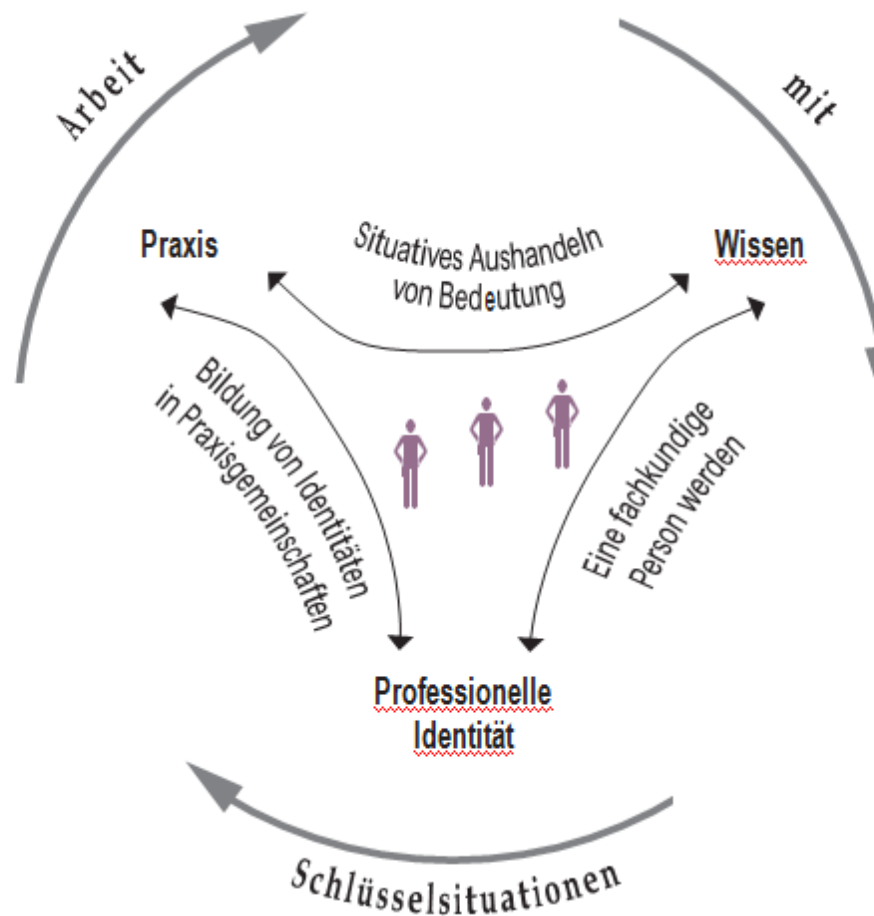 Arbeit
mit
Praxis
Situatives Aushandeln
von Bedeutung
Wissen
Bildung von Identitäten
in Praxisgemeinschaften
Eine fachkundige
Person werden
Professionelle
Identität
Schlüsselsituationen